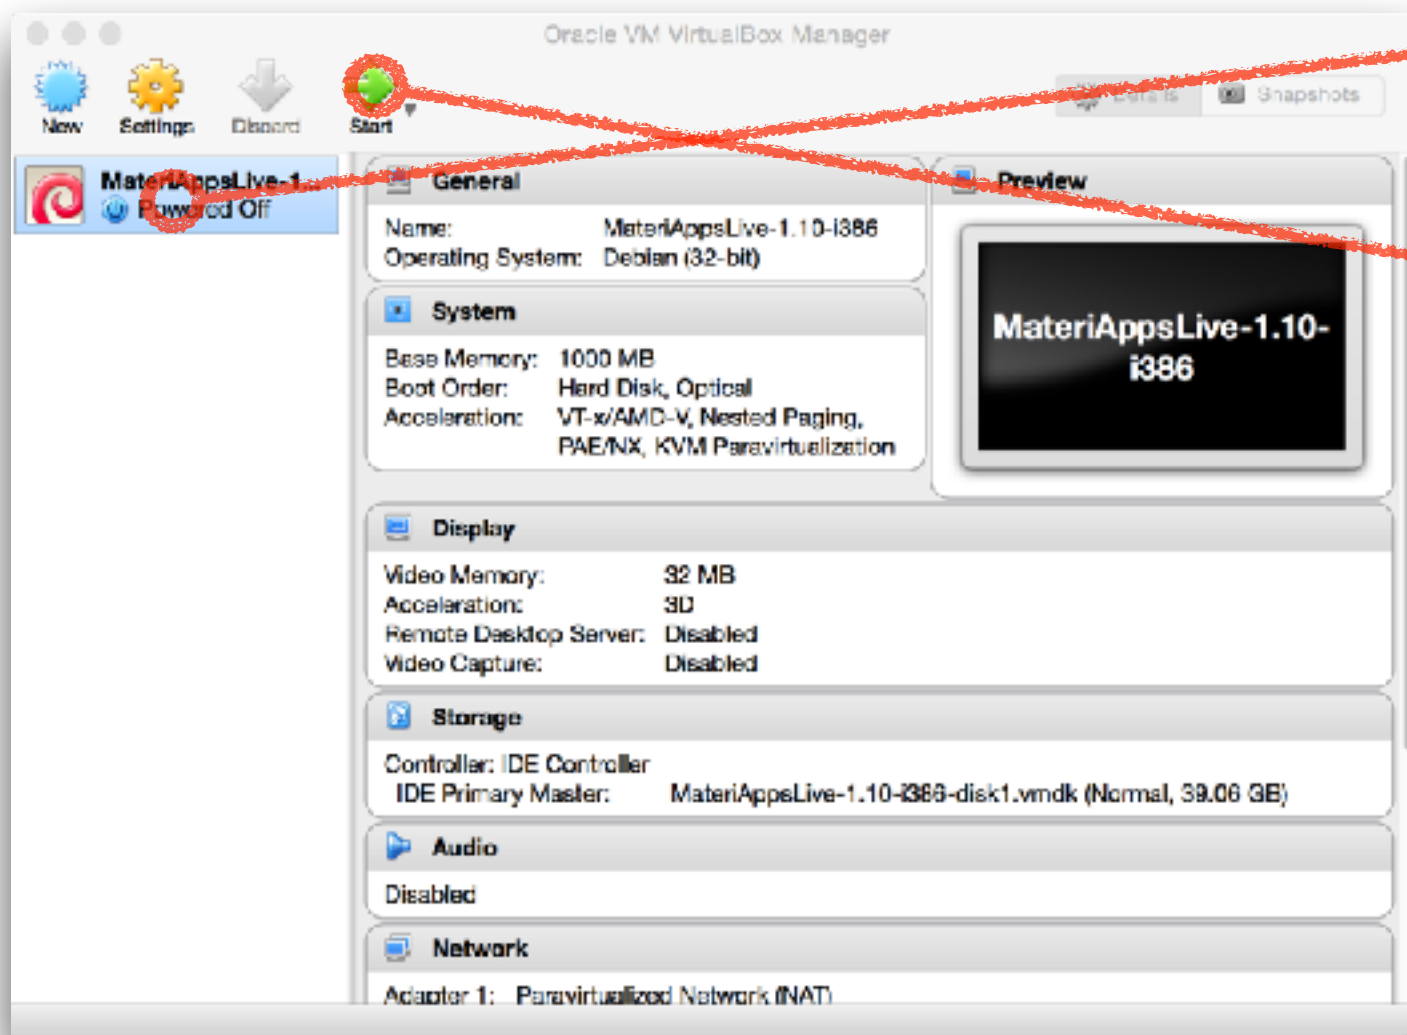 Oracle VM VirtualBox Manager
New
Settings
Discard
Start
Details
Snapshots
MateriAppsLive-1...
Powered Off
General
Name: MateriAppsLive-1.10-i386
Operating System: Debian (32-bit)
System
Base Memory: 1000 MB
Boot Order: Hard Disk, Optical
Acceleration: VT-x/AMD-V, Nested Paging,
PAE/NX, KVM Paravirtualization
Preview
MateriAppsLive-1.10-
i386
Display
Video Memory: 32 MB
Acceleration: 3D
Remote Desktop Server: Disabled
Video Capture: Disabled
Storage
Controller: IDE Controller
IDE Primary Master: MateriAppsLive-1.10-i386-disk1.vmdk (Normal, 39.06 GB)
Audio
Disabled
Network
Adapter 1: Paravirtualized Network (NAT)